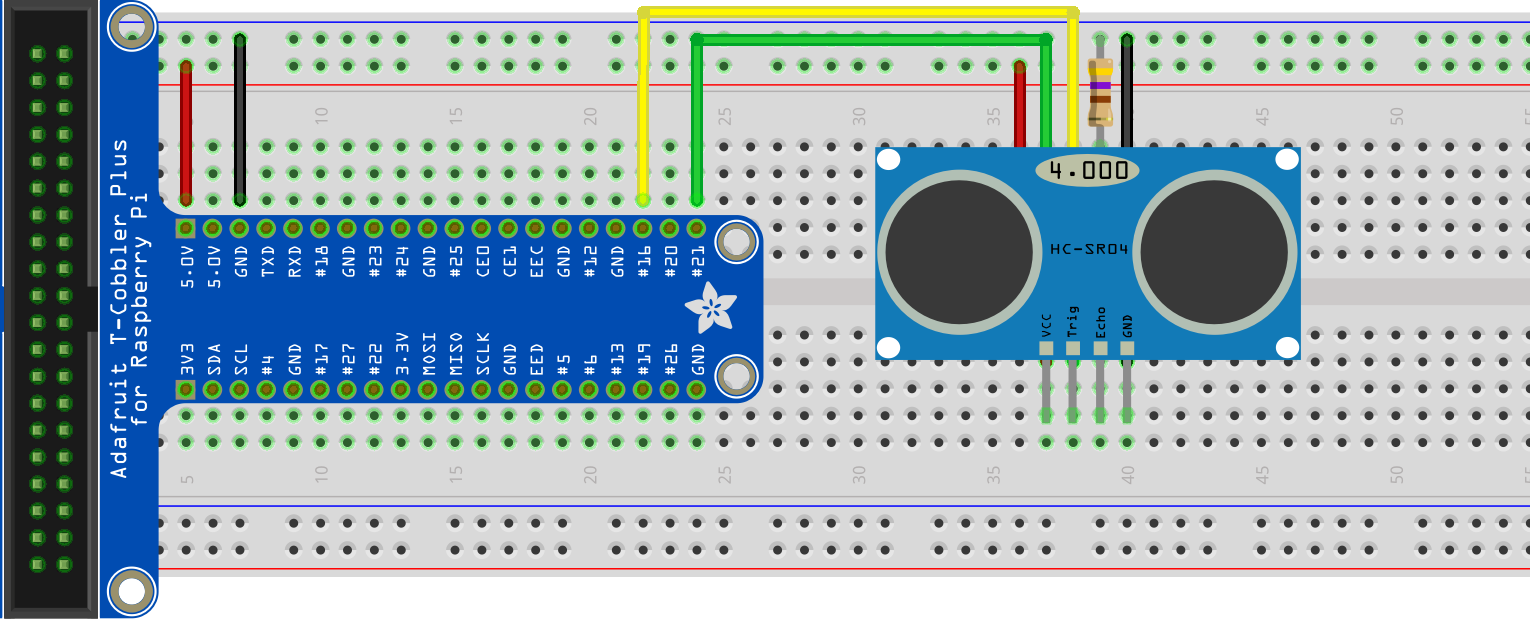 Adafruit T-Cobbler Plus
for Raspberry Pi
10 15 20 25 30 35 45 50
5.0V 5.0V GND TXD RXD #18 GND #23 #24 GND #25 CE0 CE1 EEC GND #12 GND #16 #20 #21
3V3 SDA SCL #4 GND #17 #27 #22 3.3V MOSI MISO SCLK GND EED #5 #6 #13 #19 #26 GND
4.000
HC-SR04
VCC Trig Echo GND
5 10 15 20 25 30 35 40 45 50